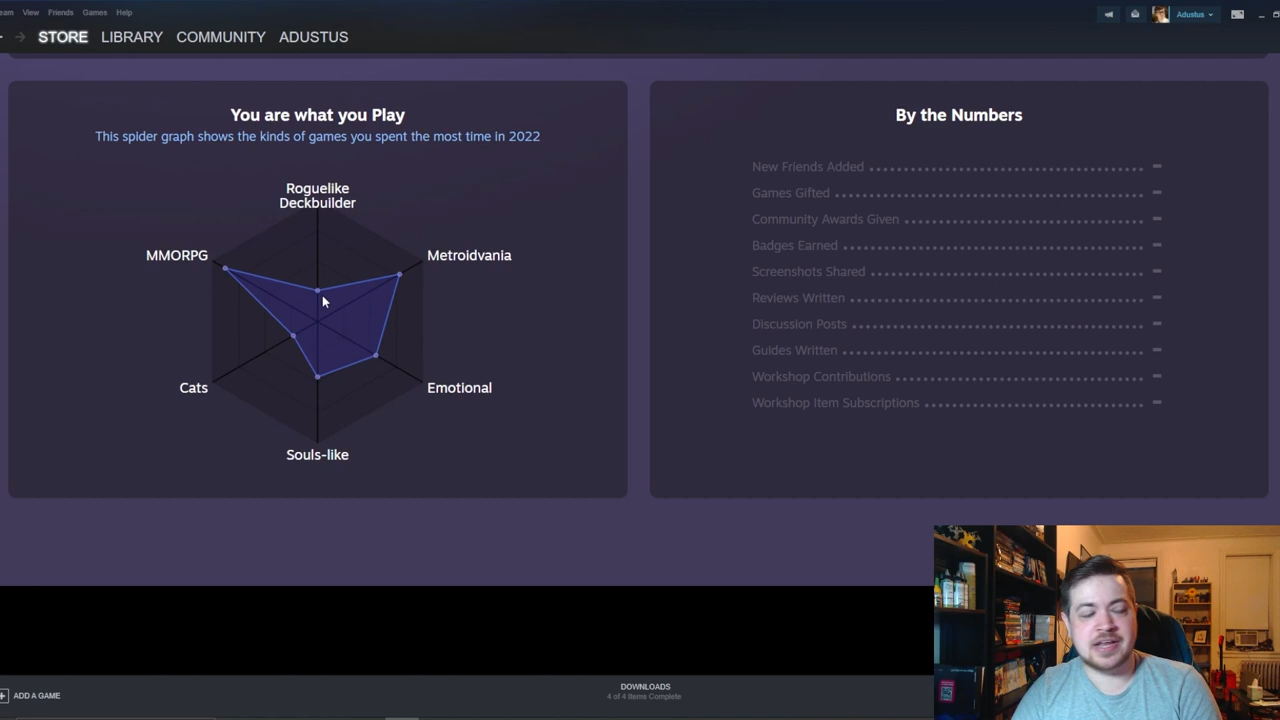 View Friends Games Help
Adustus
STORE LIBRARY COMMUNITY ADUSTUS
You are what you Play
This spider graph shows the kinds of games you spent the most time in 2022
Roguelike
Deckbuilder
MMORPG
Metroidvania
Cats
Emotional
Souls-like
By the Numbers
New Friends Added
Games Gifted
Community Awards Given
Badges Earned
Screenshots Shared
Reviews Written
Discussion Posts
Guides Written
Workshop Contributions
Workshop Item Subscriptions
ADD A GAME
DOWNLOADS
4 of 4 Items Complete